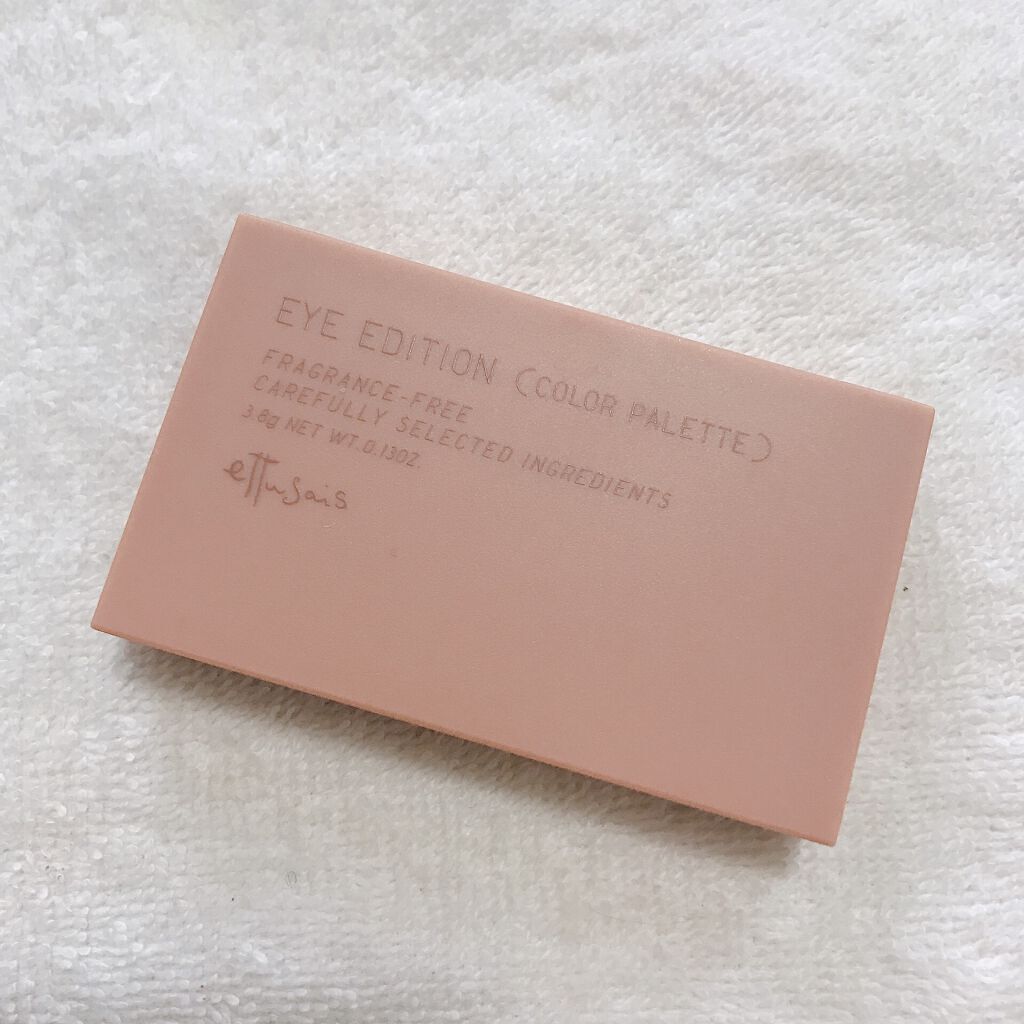 EYE EDITION (COLOR PALETTE)
FRAGRANCE-FREE
CAREFULLY SELECTED INGREDIENTS
3.8g NET WT.0.13OZ.
ettusais